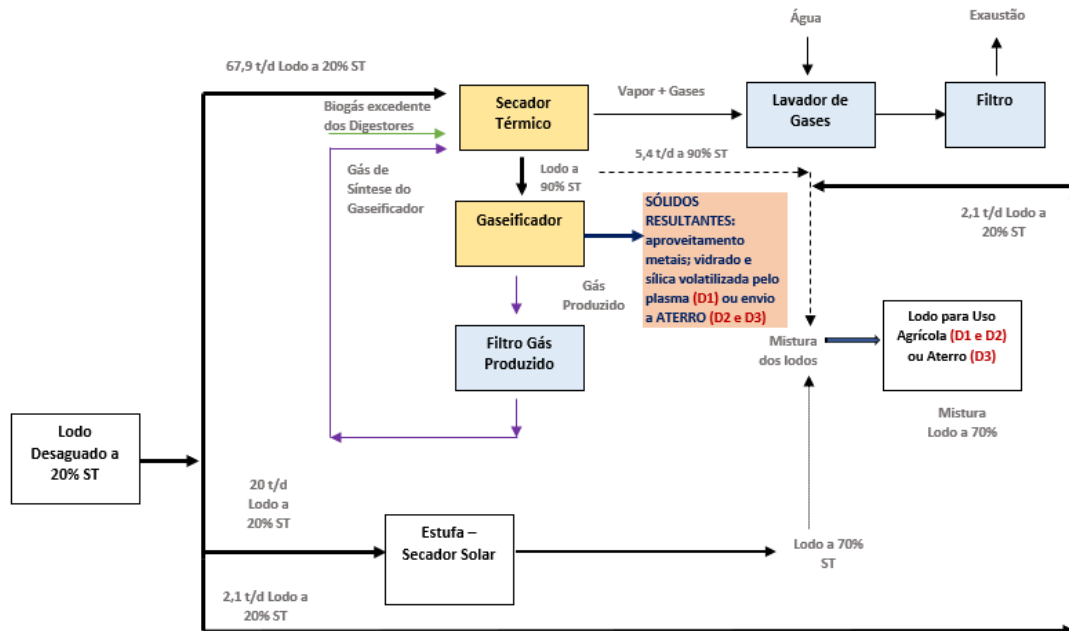 Água
Exaustão
67,9 t/d Lodo a 20% ST
Biogás excedente
dos Digestores
Secador
Térmico
Vapor + Gases
Lavador de
Gases
Filtro
Gás de
Síntese do
Gaseificador
Lodo a
90% ST
5,4 t/d a 90% ST
Gaseificador
SÓLIDOS
RESULTANTES:
aproveitamento
metais; vidrado e
sílica volatilizada pelo
plasma (D1) ou envio
a ATERRO (D2 e D3)
2,1 t/d Lodo a
20% ST
Gás
Produzido
Filtro Gás
Produzido
Mistura
dos lodos
Lodo para Uso
Agrícola (D1 e D2)
ou Aterro (D3)
Mistura
Lodo a 70%
Lodo
Desaguado a
20% ST
20 t/d
Lodo a
20% ST
Estufa –
Secador Solar
Lodo a 70%
ST
2,1 t/d Lodo a
20% ST